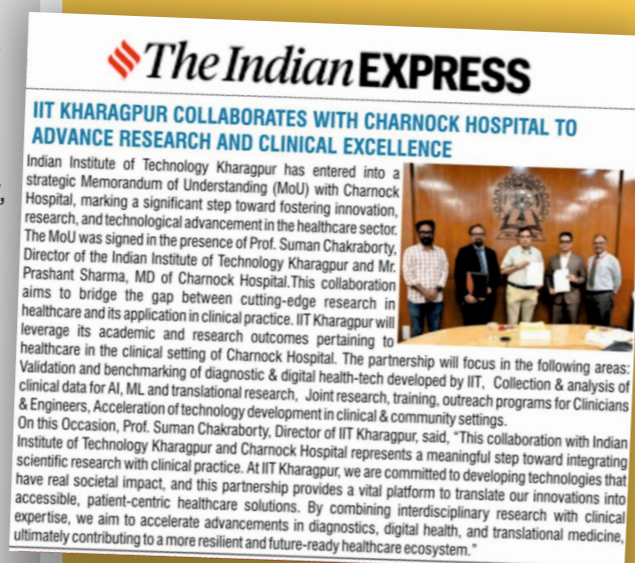 The Indian EXPRESS
IIT KHARAGPUR COLLABORATES WITH CHARNOCK HOSPITAL TO
ADVANCE RESEARCH AND CLINICAL EXCELLENCE
Indian Institute of Technology Kharagpur has entered into a
strategic Memorandum of Understanding (MoU) with Charnock
Hospital, marking a significant step toward fostering innovation,
research, and technological advancement in the healthcare sector.
The MoU was signed in the presence of Prof. Suman Chakraborty,
Director of the Indian Institute of Technology Kharagpur and Mr.
Prashant Sharma, MD of Charnock Hospital.This collaboration
aims to bridge the gap between cutting-edge research in
healthcare and its application in clinical practice. IIT Kharagpur will
leverage its academic and research outcomes pertaining to
healthcare in the clinical setting of Charnock Hospital. The partnership will focus in the following areas:
Validation and benchmarking of diagnostic & digital health-tech developed by IIT, Collection & analysis of
clinical data for AI, ML and translational research, Joint research, training, outreach programs for Clinicians
& Engineers, Acceleration of technology development in clinical & community settings.
On this Occasion, Prof. Suman Chakraborty, Director of IIT Kharagpur, said, “This collaboration with Indian
Institute of Technology Kharagpur and Charnock Hospital represents a meaningful step toward integrating
scientific research with clinical practice. At IIT Kharagpur, we are committed to developing technologies that
have real societal impact, and this partnership provides a vital platform to translate our innovations into
accessible, patient-centric healthcare solutions. By combining interdisciplinary research with clinical
expertise, we aim to accelerate advancements in diagnostics, digital health, and translational medicine,
ultimately contributing to a more resilient and future-ready healthcare ecosystem.”